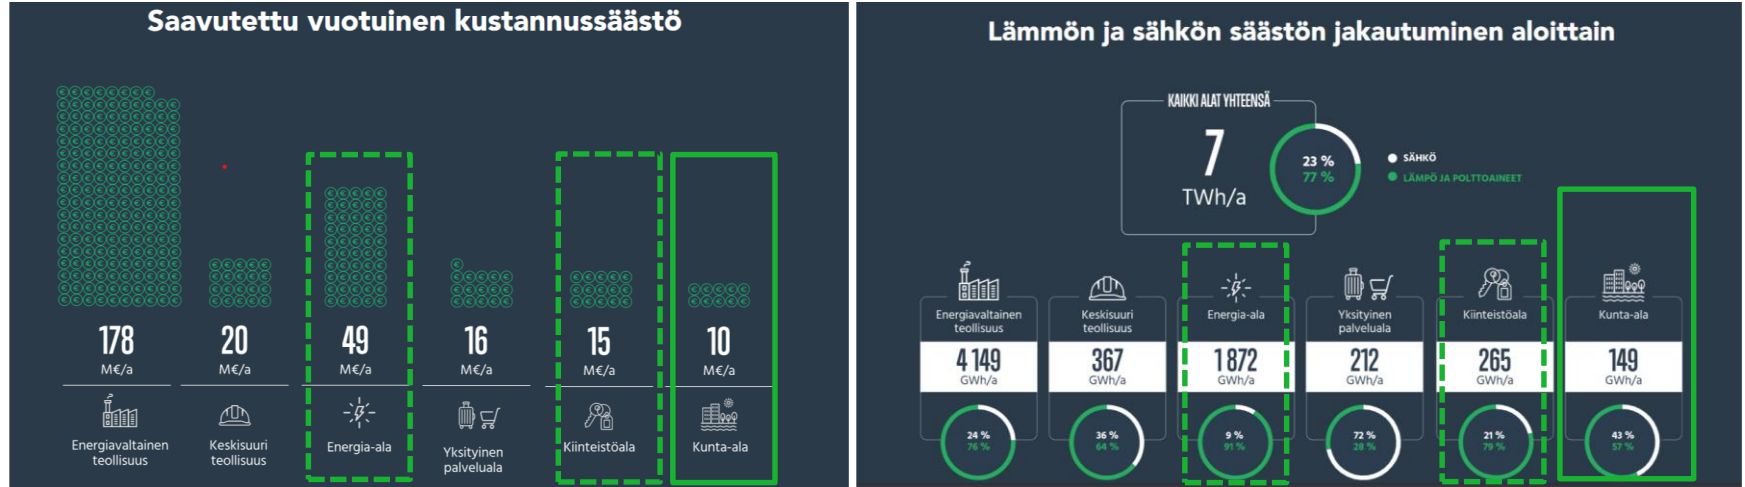 Saavutettu vuotuinen kustannussäästö
178
M€/a
20
M€/a
49
M€/a
16
M€/a
15
M€/a
10
M€/a
Energiavaltainen
teollisuus
Keskisuuri
teollisuus
Energia-ala
Yksityinen
palveluala
Kiinteistöala
Kunta-ala
Lämmön ja sähkön säästön jakautuminen aloittain
KAIKKI ALAT YHTEENSÄ
7
TWh/a
23 %
77 %
SÄHKÖ
LÄMPÖ JA POLTTOAINEET
Energiavaltainen
teollisuus
4 149
GWh/a
24 %
76 %
Keskisuuri
teollisuus
367
GWh/a
36 %
64 %
Energia-ala
1 872
GWh/a
9 %
91 %
Yksityinen
palveluala
212
GWh/a
72 %
28 %
Kiinteistöala
265
GWh/a
21 %
79 %
Kunta-ala
149
GWh/a
43 %
57 %